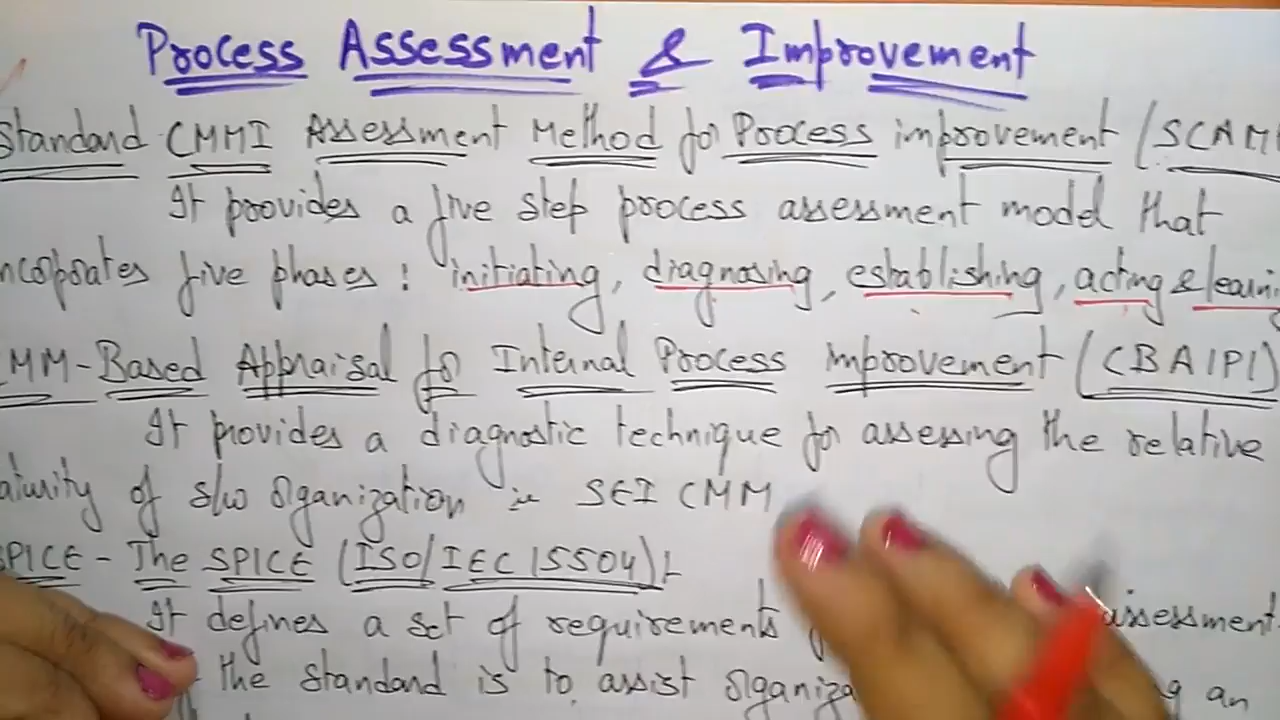 Process Assessment & Improvement
Standard CMMI Assessment Method for Process improvement (SCAM
It provides a five step process assessment model that
ncorporates five phases : initiating, diagnosing, establishing, acting & learni
MM-Based Appraisal for Internal Process improvement (CBAIPI)
It provides a diagnostic technique for assessing the relative
aturity of s/w organization in SEI CMM
SPICE - The SPICE (ISO/IEC 15504) :-
It defines a set of requirements assessment.
the standard is to assist organiza g an